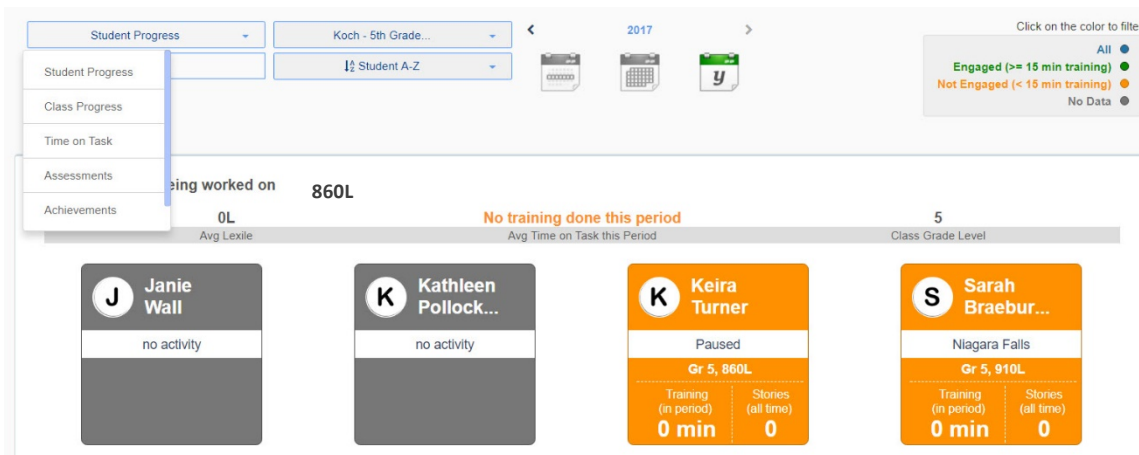 Student Progress
Koch - 5th Grade...
2017
Click on the color to filte
Student A-Z
All
Engaged (>= 15 min training)
Not Engaged (< 15 min training)
No Data
y
Student Progress
Class Progress
Time on Task
Assessments
Achievements
eing worked on
860L
0L
Avg Lexile
No training done this period
Avg Time on Task this Period
5
Class Grade Level
J
Janie
Wall
no activity
K
Kathleen
Pollock...
no activity
K
Keira
Turner
Paused
Gr 5, 860L
Training
(in period)
0 min
Stories
(all time)
0
S
Sarah
Braebur...
Niagara Falls
Gr 5, 910L
Training
(in period)
0 min
Stories
(all time)
0